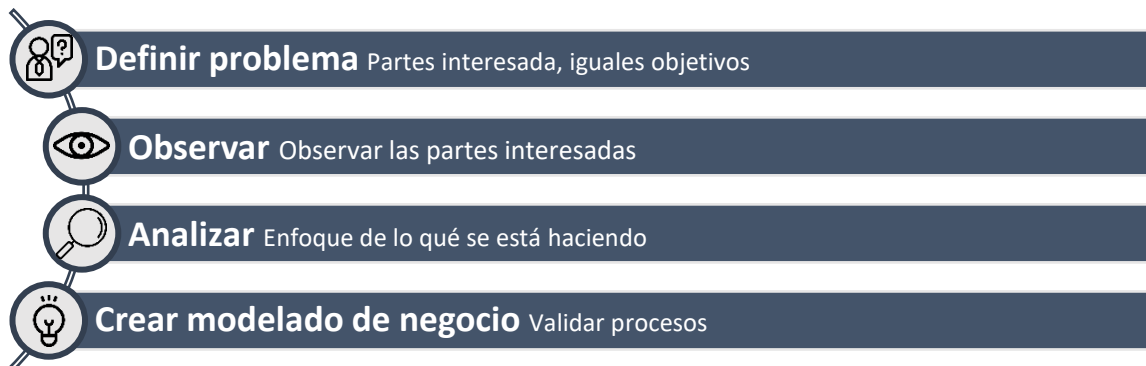 Definir problema Partes interesada, iguales objetivos
Observar Observar las partes interesadas
Analizar Enfoque de lo qué se está haciendo
Crear modelado de negocio Validar procesos